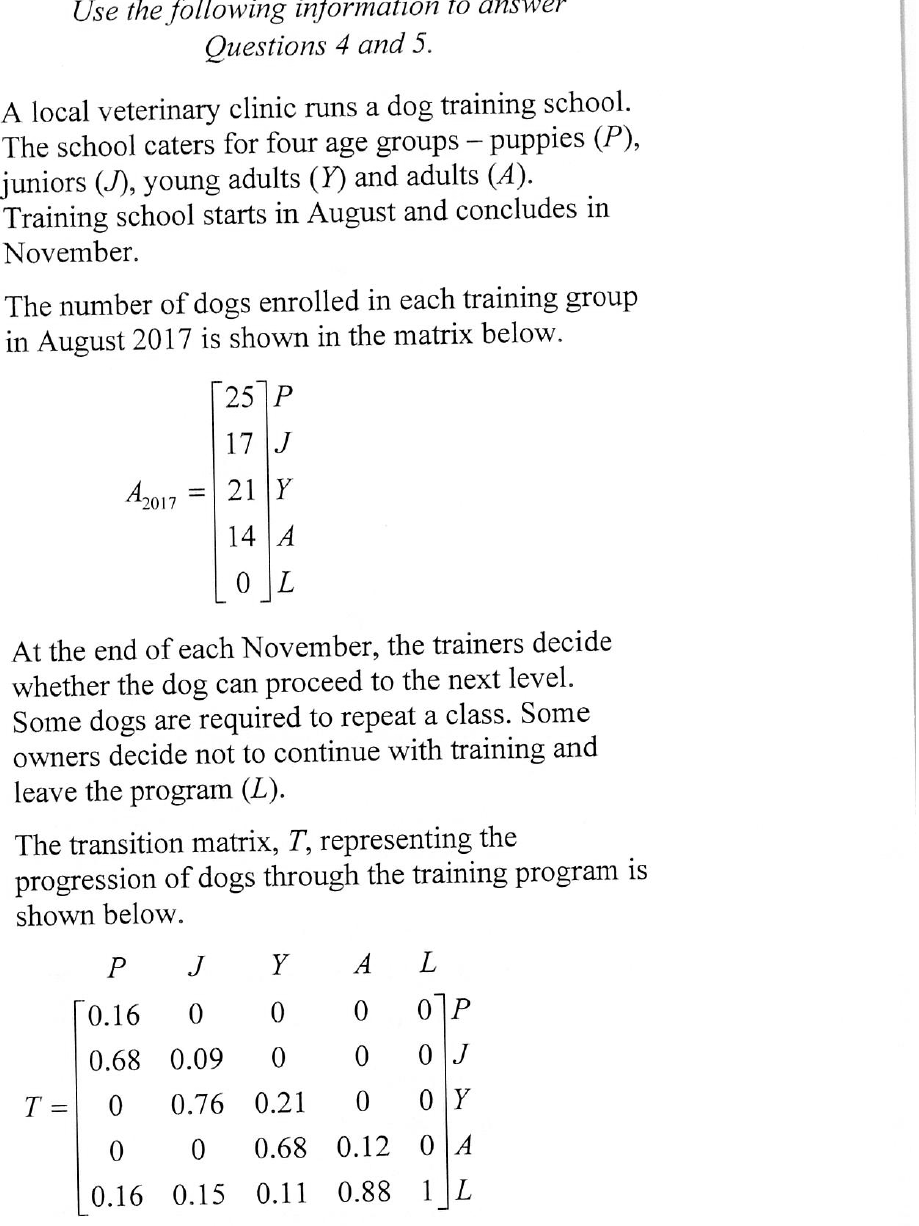 Use the following information to answer
Questions 4 and 5.
A local veterinary clinic runs a dog training school.
The school caters for four age groups – puppies (P),
juniors (J), young adults (Y) and adults (A).
Training school starts in August and concludes in
November.
The number of dogs enrolled in each training group
in August 2017 is shown in the matrix below.
25 P
17 J
A2017 = 21 Y
14 A
0 L
At the end of each November, the trainers decide
whether the dog can proceed to the next level.
Some dogs are required to repeat a class. Some
owners decide not to continue with training and
leave the program (L).
The transition matrix, T, representing the
progression of dogs through the training program is
shown below.
P J Y A L
0.16 0 0 0 0 P
0.68 0.09 0 0 0 J
T = 0 0.76 0.21 0 0 Y
0 0 0.68 0.12 0 A
0.16 0.15 0.11 0.88 1 L